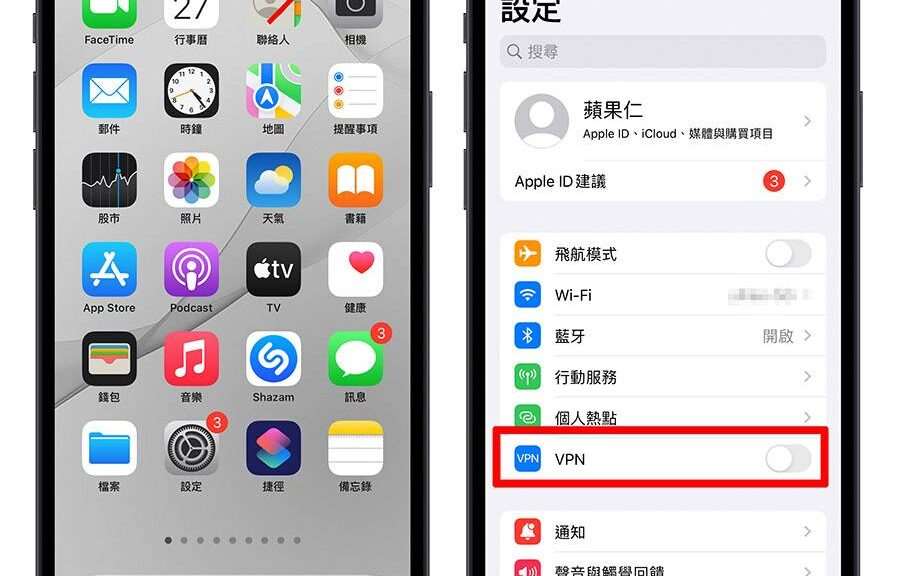 27
FaceTime
行事曆
聯絡人
相機
郵件
時鐘
地圖
提醒事項
股市
照片
天氣
書籍
tv
App Store
Podcast
TV
健康
3
錢包
音樂
Shazam
訊息
3
檔案
設定
捷徑
備忘錄
設定
搜尋
蘋果仁
Apple ID、iCloud、媒體與購買項目
Apple ID 建議
3
飛航模式
Wi-Fi
藍牙
開啟
行動服務
個人熱點
VPN
VPN
通知
聲音與觸覺回饋